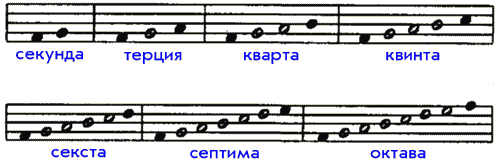 секунда терция кварта квинта
секста септима октава